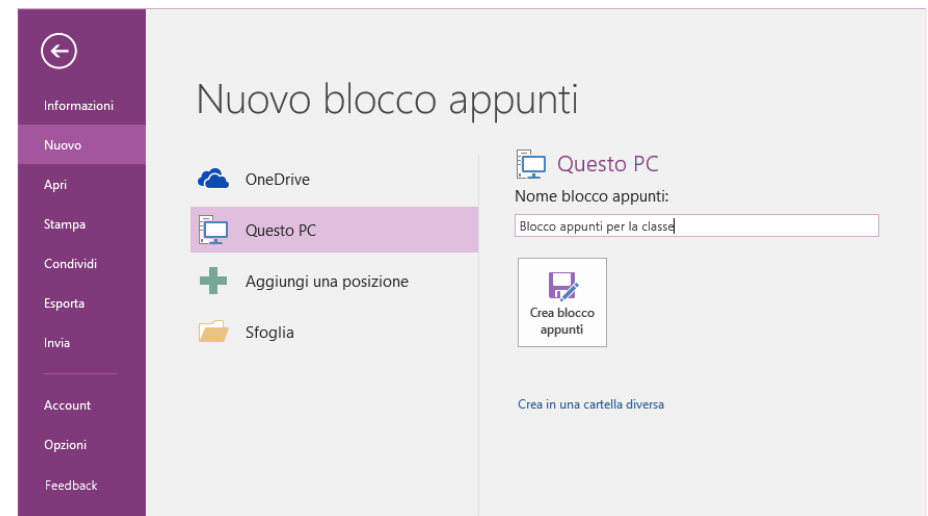 Informazioni
Nuovo
Apri
Stampa
Condividi
Esporta
Invia
Account
Opzioni
Feedback
Nuovo blocco appunti
OneDrive
Questo PC
Aggiungi una posizione
Sfoglia
Questo PC
Nome blocco appunti:
Blocco appunti per la classe
Crea blocco
appunti
Crea in una cartella diversa